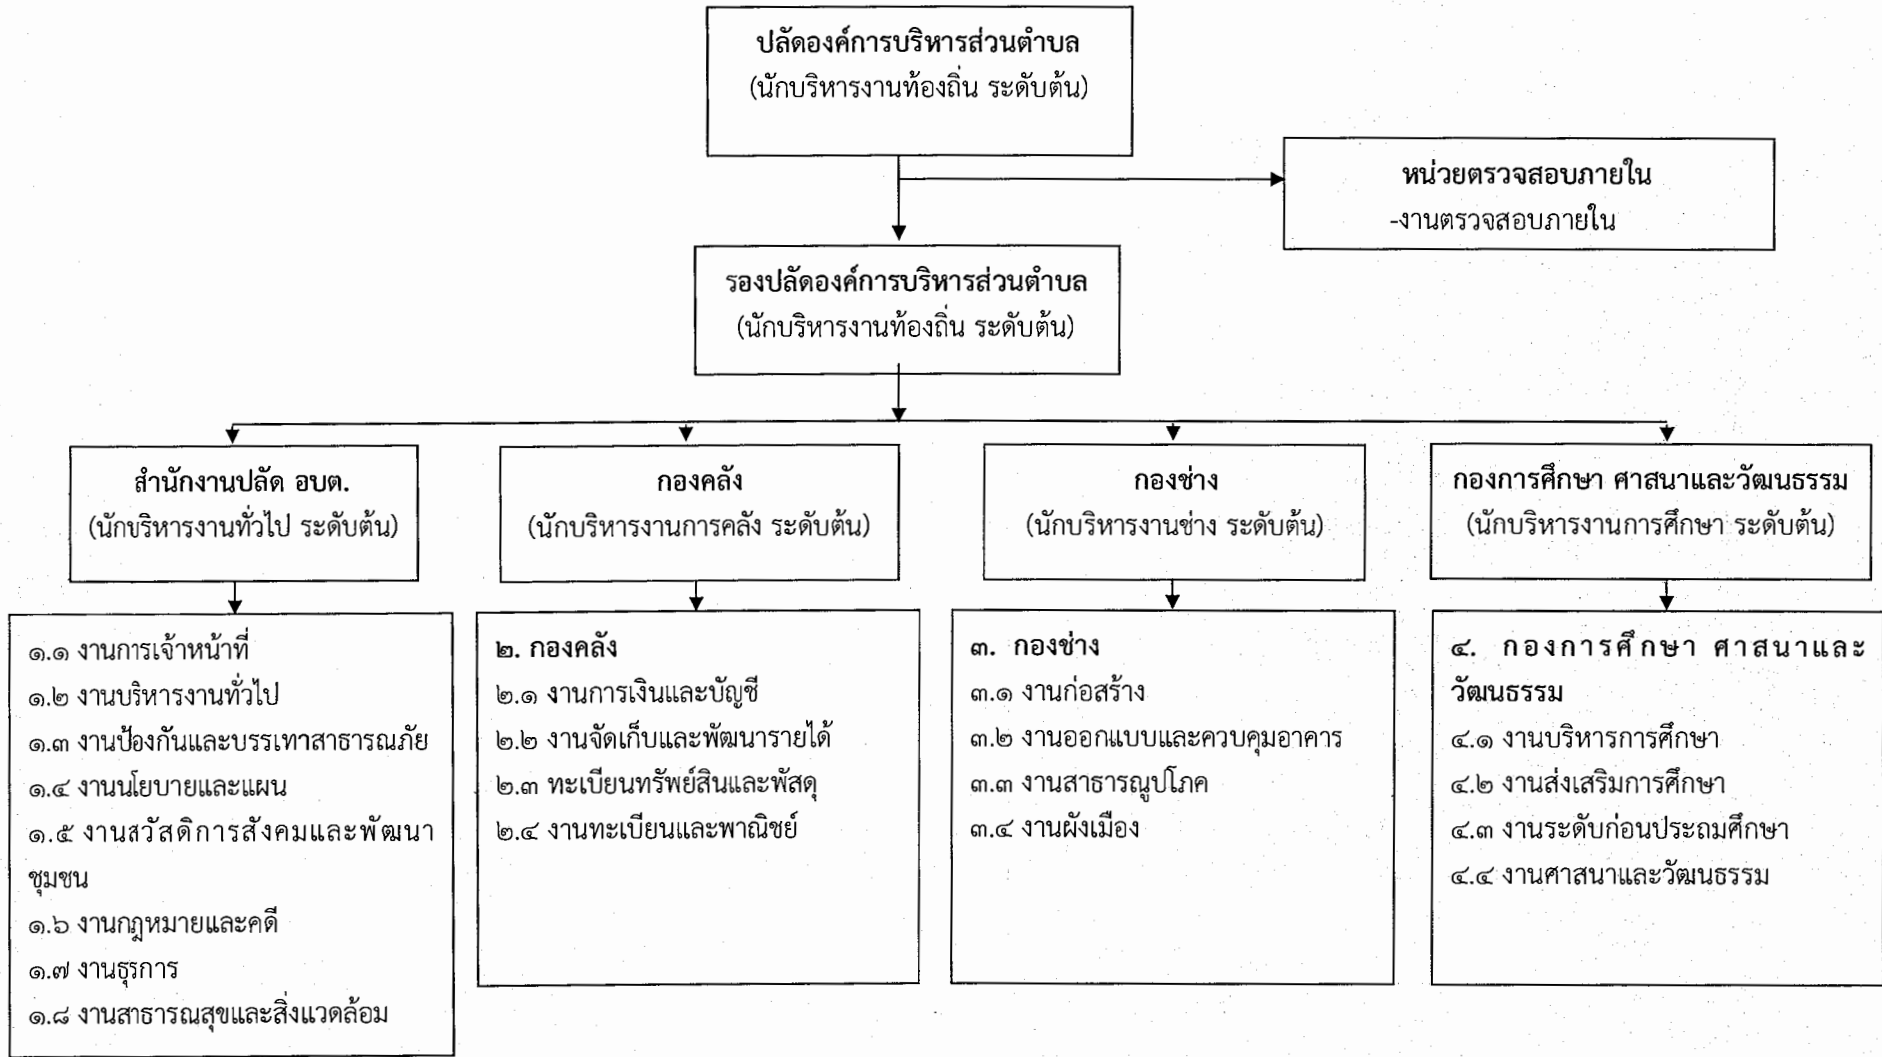 ปลัดองค์การบริหารส่วนตำบล
(นักบริหารงานท้องถิ่น ระดับต้น)
หน่วยตรวจสอบภายใน
-งานตรวจสอบภายใน
รองปลัดองค์การบริหารส่วนตำบล
(นักบริหารงานท้องถิ่น ระดับต้น)
สำนักงานปลัด อบต.
(นักบริหารงานทั่วไป ระดับต้น)
กองคลัง
(นักบริหารงานการคลัง ระดับต้น)
กองช่าง
(นักบริหารงานช่าง ระดับต้น)
กองการศึกษา ศาสนาและวัฒนธรรม
(นักบริหารงานการศึกษา ระดับต้น)
๑.๑ งานการเจ้าหน้าที่
๑.๒ งานบริหารงานทั่วไป
๑.๓ งานป้องกันและบรรเทาสาธารณภัย
๑.๔ งานนโยบายและแผน
๑.๕ งานสวัสดิการสังคมและพัฒนา
ชุมชน
๑.๖ งานกฎหมายและคดี
๑.๗ งานธุรการ
๑.๘ งานสาธารณสุขและสิ่งแวดล้อม
๒. กองคลัง
๒.๑ งานการเงินและบัญชี
๒.๒ งานจัดเก็บและพัฒนารายได้
๒.๓ ทะเบียนทรัพย์สินและพัสดุ
๒.๔ งานทะเบียนและพาณิชย์
๓. กองช่าง
๓.๑ งานก่อสร้าง
๓.๒ งานออกแบบและควบคุมอาคาร
๓.๓ งานสาธารณูปโภค
๓.๔ งานผังเมือง
๔. กองการศึกษา ศาสนาและ
วัฒนธรรม
๔.๑ งานบริหารการศึกษา
๔.๒ งานส่งเสริมการศึกษา
๔.๓ งานระดับก่อนประถมศึกษา
๔.๔ งานศาสนาและวัฒนธรรม